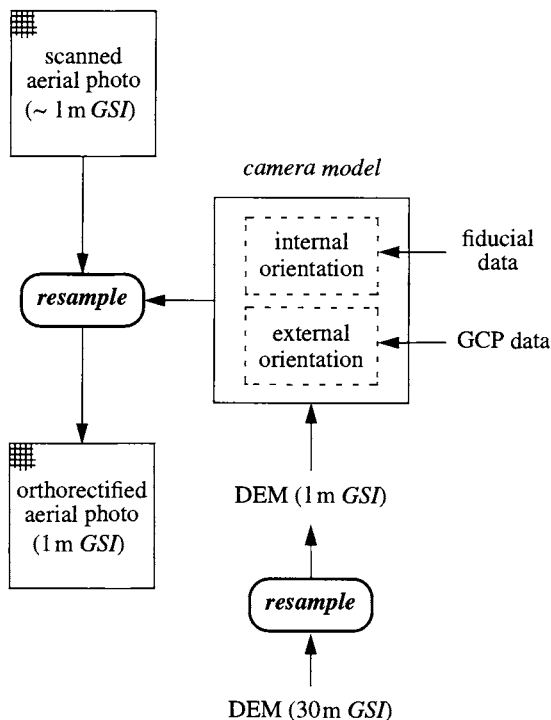 scanned
aerial photo
(~ 1 m GSI)
camera model
internal
orientation
fiducial
data
resample
external
orientation
GCP data
orthorectified
aerial photo
(1 m GSI)
DEM (1 m GSI)
resample
DEM (30 m GSI)